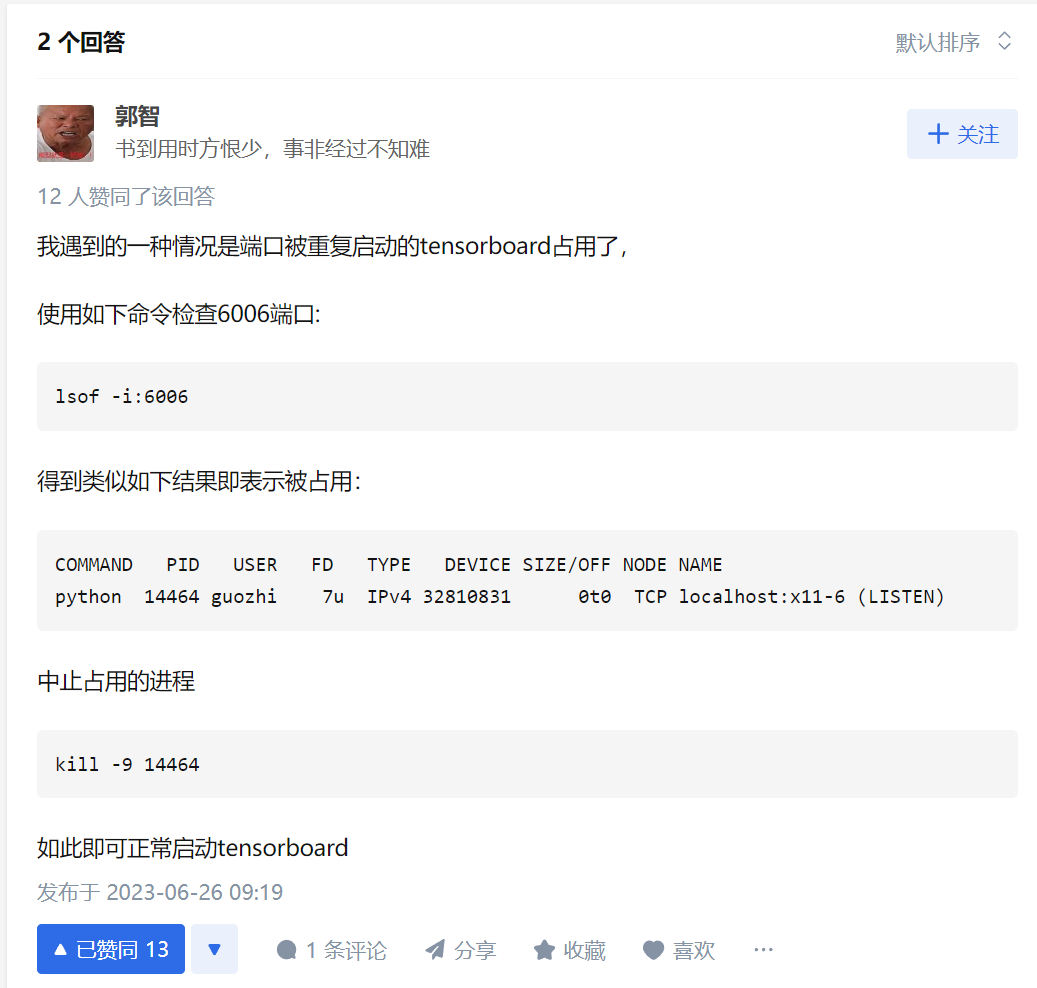 2 个回答
默认排序
郭智
书到用时方恨少，事非经过不知难
+ 关注
12 人赞同了该回答
我遇到的一种情况是端口被重复启动的tensorboard占用了，
使用如下命令检查6006端口:
lsof -i:6006
得到类似如下结果即表示被占用：
COMMAND   PID   USER   FD   TYPE   DEVICE SIZE/OFF NODE NAME
python  14464 guozhi    7u  IPv4 32810831      0t0  TCP localhost:x11-6 (LISTEN)
中止占用的进程
kill -9 14464
如此即可正常启动tensorboard
发布于 2023-06-26 09:19
已赞同 13
1 条评论
分享
收藏
喜欢